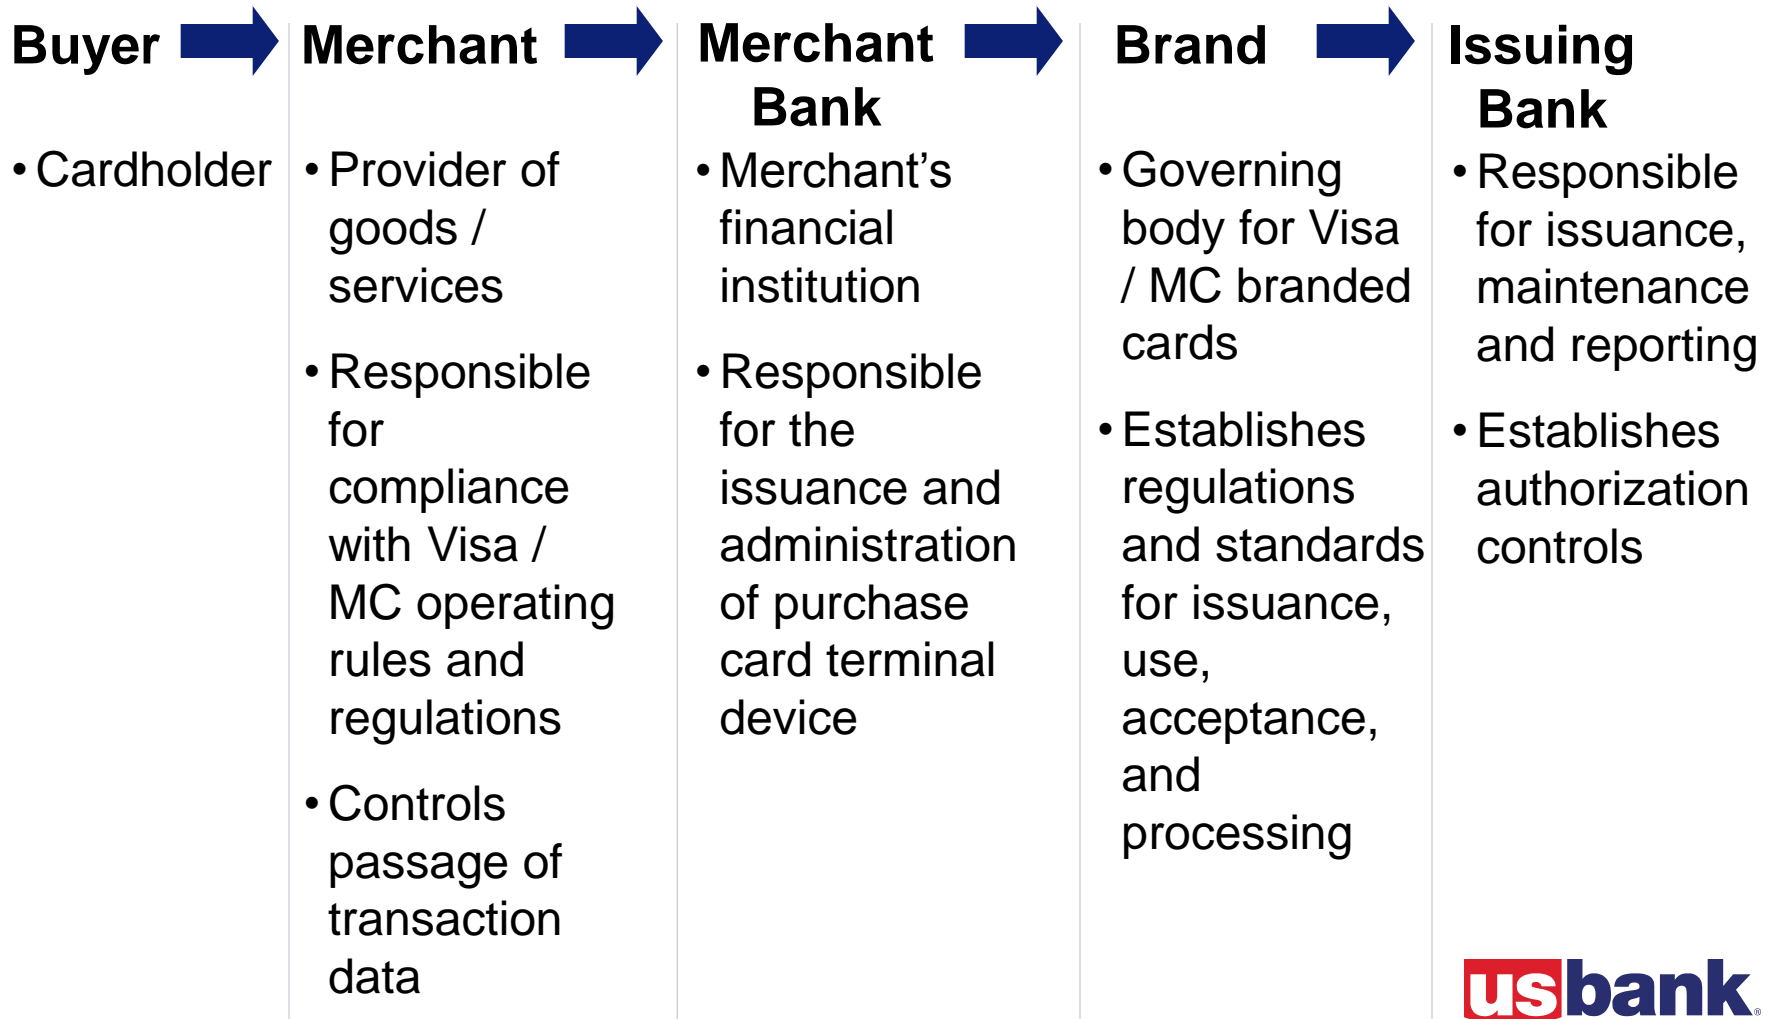 Buyer
• Cardholder
Merchant
• Provider of
goods /
services
• Responsible
for
compliance
with Visa /
MC operating
rules and
regulations
• Controls
passage of
transaction
data
Merchant
Bank
• Merchant’s
financial
institution
• Responsible
for the
issuance and
administration
of purchase
card terminal
device
Brand
• Governing
body for Visa
/ MC branded
cards
• Establishes
regulations
and standards
for issuance,
use,
acceptance,
and
processing
Issuing
Bank
• Responsible
for issuance,
maintenance
and reporting
• Establishes
authorization
controls
usbank®